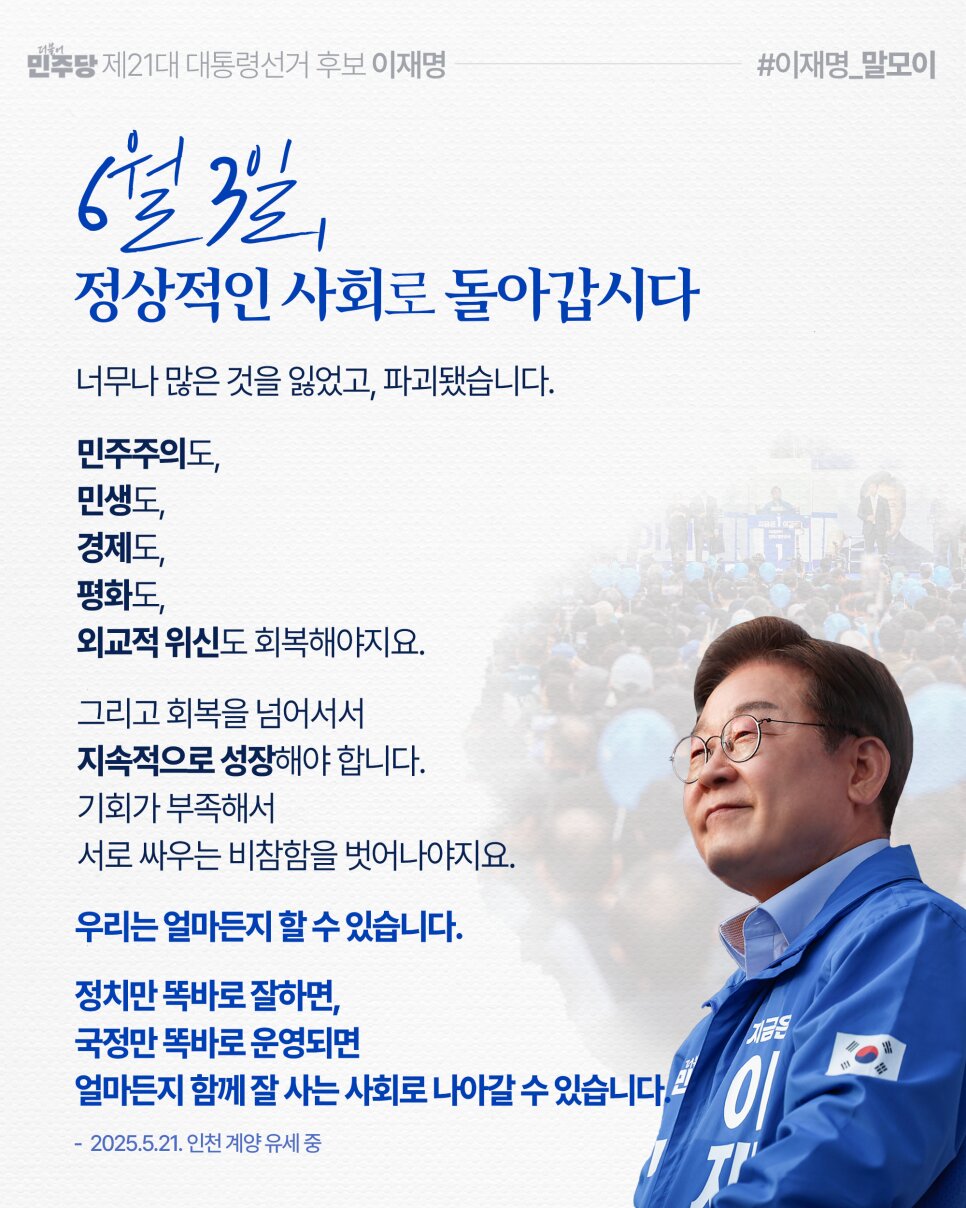 더불어
민주당 제21대 대통령선거 후보 이재명
#이재명_말모이
6월 3일,
정상적인 사회로 돌아갑시다
너무나 많은 것을 잃었고, 파괴됐습니다.
민주주의도,
민생도,
경제도,
평화도,
외교적 위신도 회복해야지요.
그리고 회복을 넘어서서
지속적으로 성장해야 합니다.
기회가 부족해서
서로 싸우는 비참함을 벗어나야지요.
우리는 얼마든지 할 수 있습니다.
정치만 똑바로 잘하면,
국정만 똑바로 운영되면
얼마든지 함께 잘 사는 사회로 나아갈 수 있습니다.
- 2025.5.21. 인천 계양 유세 중
지금은
이